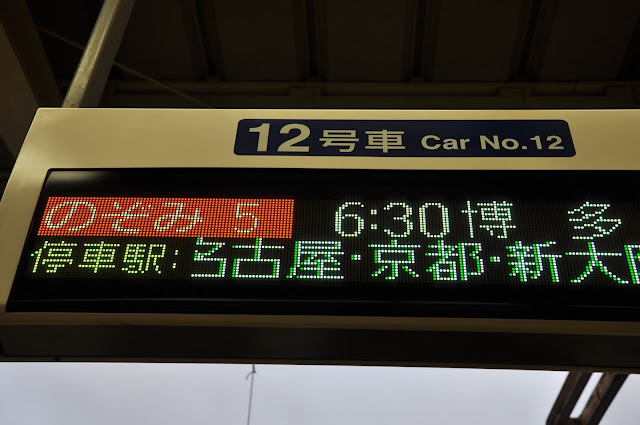 12号車 Car No.12
のぞみ 5 6:30 博 多
停車駅:名古屋・京都・新大